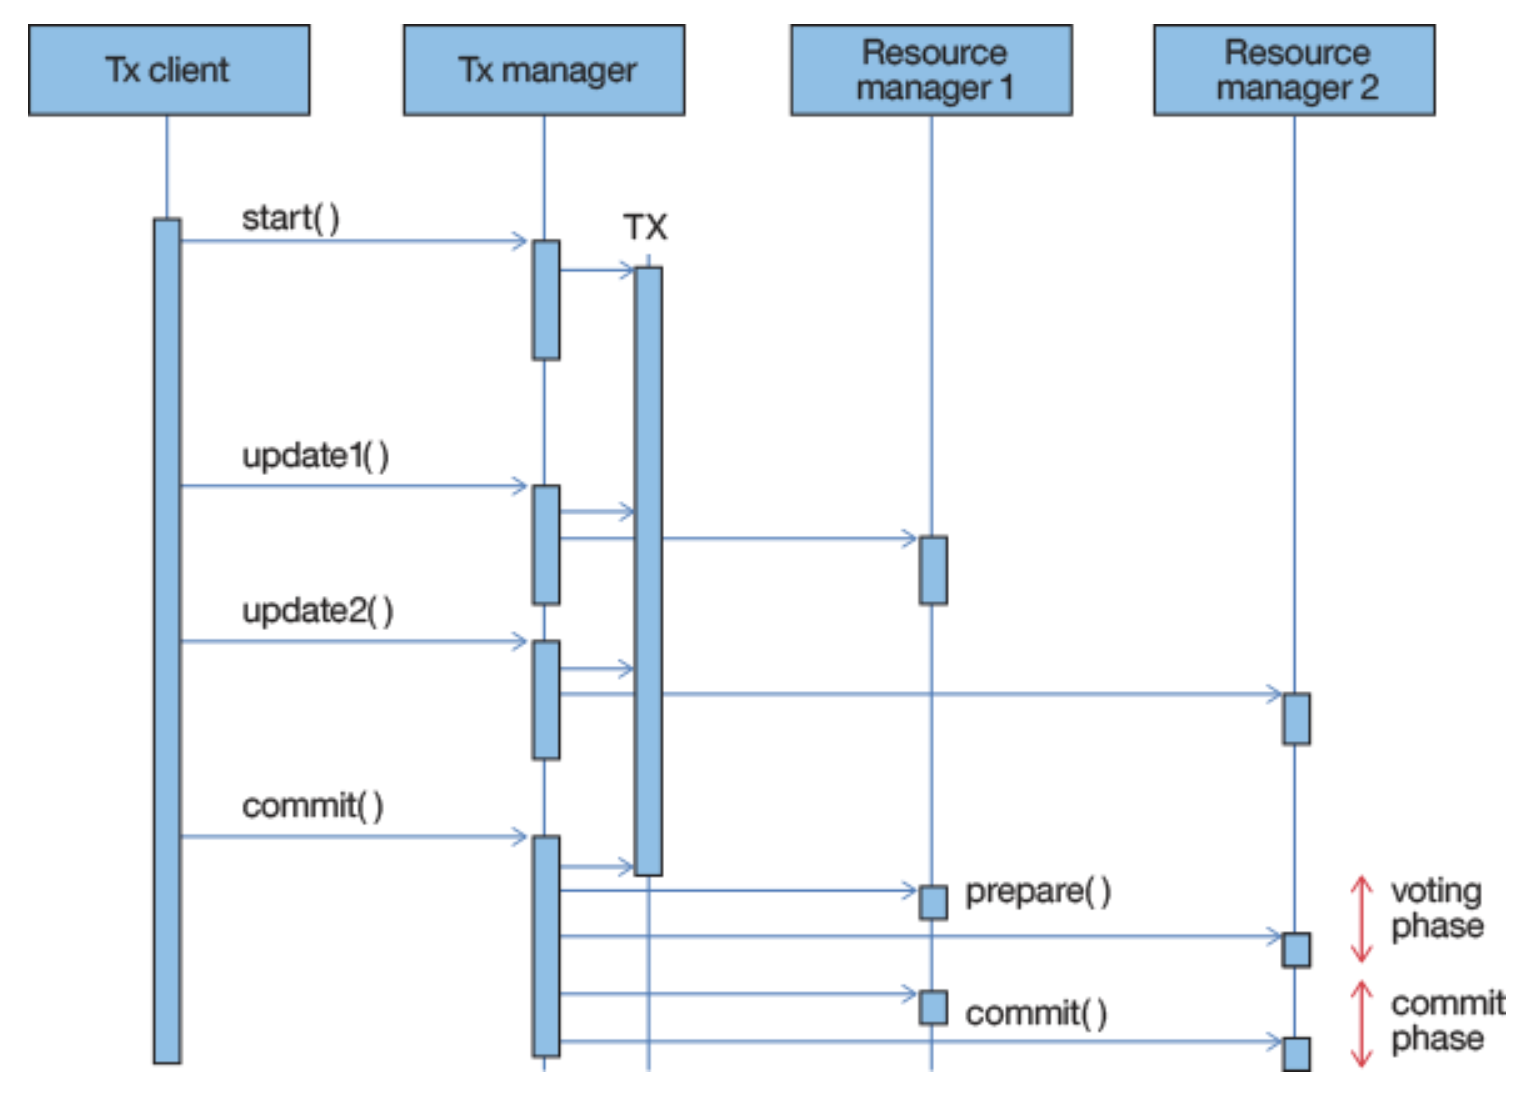 Tx client
Tx manager
Resource
manager 1
Resource
manager 2
start( )
TX
update1( )
update2( )
commit( )
prepare( )
voting
phase
commit( )
commit
phase